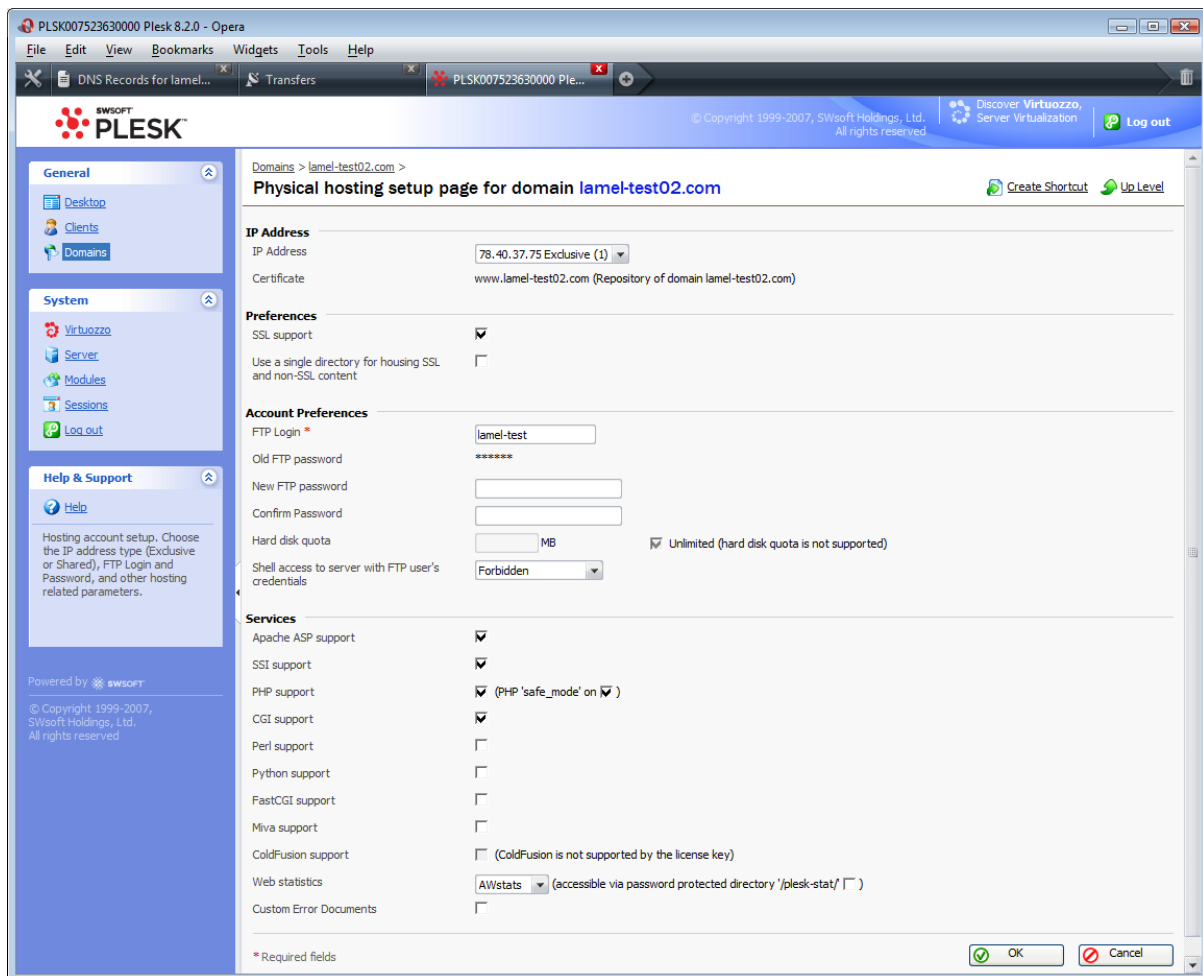 PLSK007523630000 Plesk 8.2.0 - Opera
File Edit View Bookmarks Widgets Tools Help
DNS Records for lamel... Transfers PLSK007523630000 Ple...
SWSOFT
PLESK™
© Copyright 1999-2007, SWsoft Holdings, Ltd.
All rights reserved
Discover Virtuozzo,
Server Virtualization
Log out
General
Desktop
Clients
Domains
System
Virtuozzo
Server
Modules
Sessions
Log out
Help & Support
Help
Hosting account setup. Choose
the IP address type (Exclusive
or Shared), FTP Login and
Password, and other hosting
related parameters.
Powered by SWSOFT
© Copyright 1999-2007,
SWsoft Holdings, Ltd.
All rights reserved
Domains > lamel-test02.com >
Physical hosting setup page for domain lamel-test02.com
Create Shortcut Up Level
IP Address
IP Address 78.40.37.75 Exclusive (1)
Certificate www.lamel-test02.com (Repository of domain lamel-test02.com)
Preferences
SSL support
Use a single directory for housing SSL
and non-SSL content
Account Preferences
FTP Login * lamel-test
Old FTP password ******
New FTP password
Confirm Password
Hard disk quota MB Unlimited (hard disk quota is not supported)
Shell access to server with FTP user's
credentials Forbidden
Services
Apache ASP support
SSI support
PHP support (PHP 'safe_mode' on )
CGI support
Perl support
Python support
FastCGI support
Miva support
ColdFusion support (ColdFusion is not supported by the license key)
Web statistics AWstats (accessible via password protected directory '/plesk-stat/' )
Custom Error Documents
* Required fields
OK Cancel